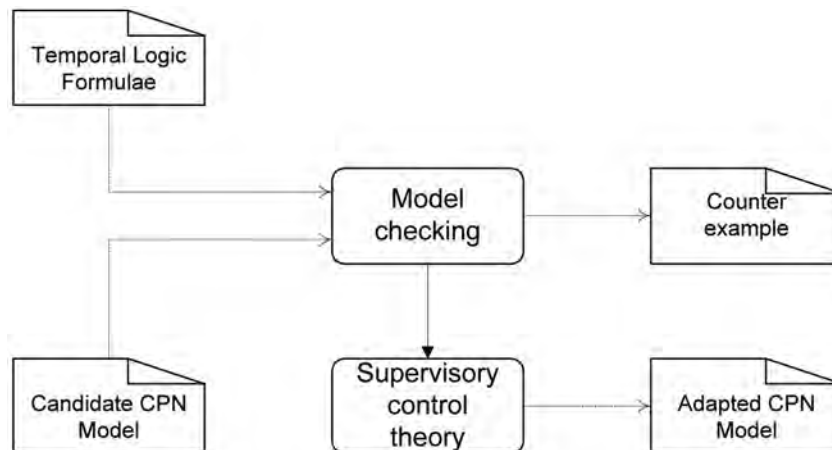 Temporal Logic
Formulae
Model
checking
Counter
example
Candidate CPN
Model
Supervisory
control
theory
Adapted CPN
Model